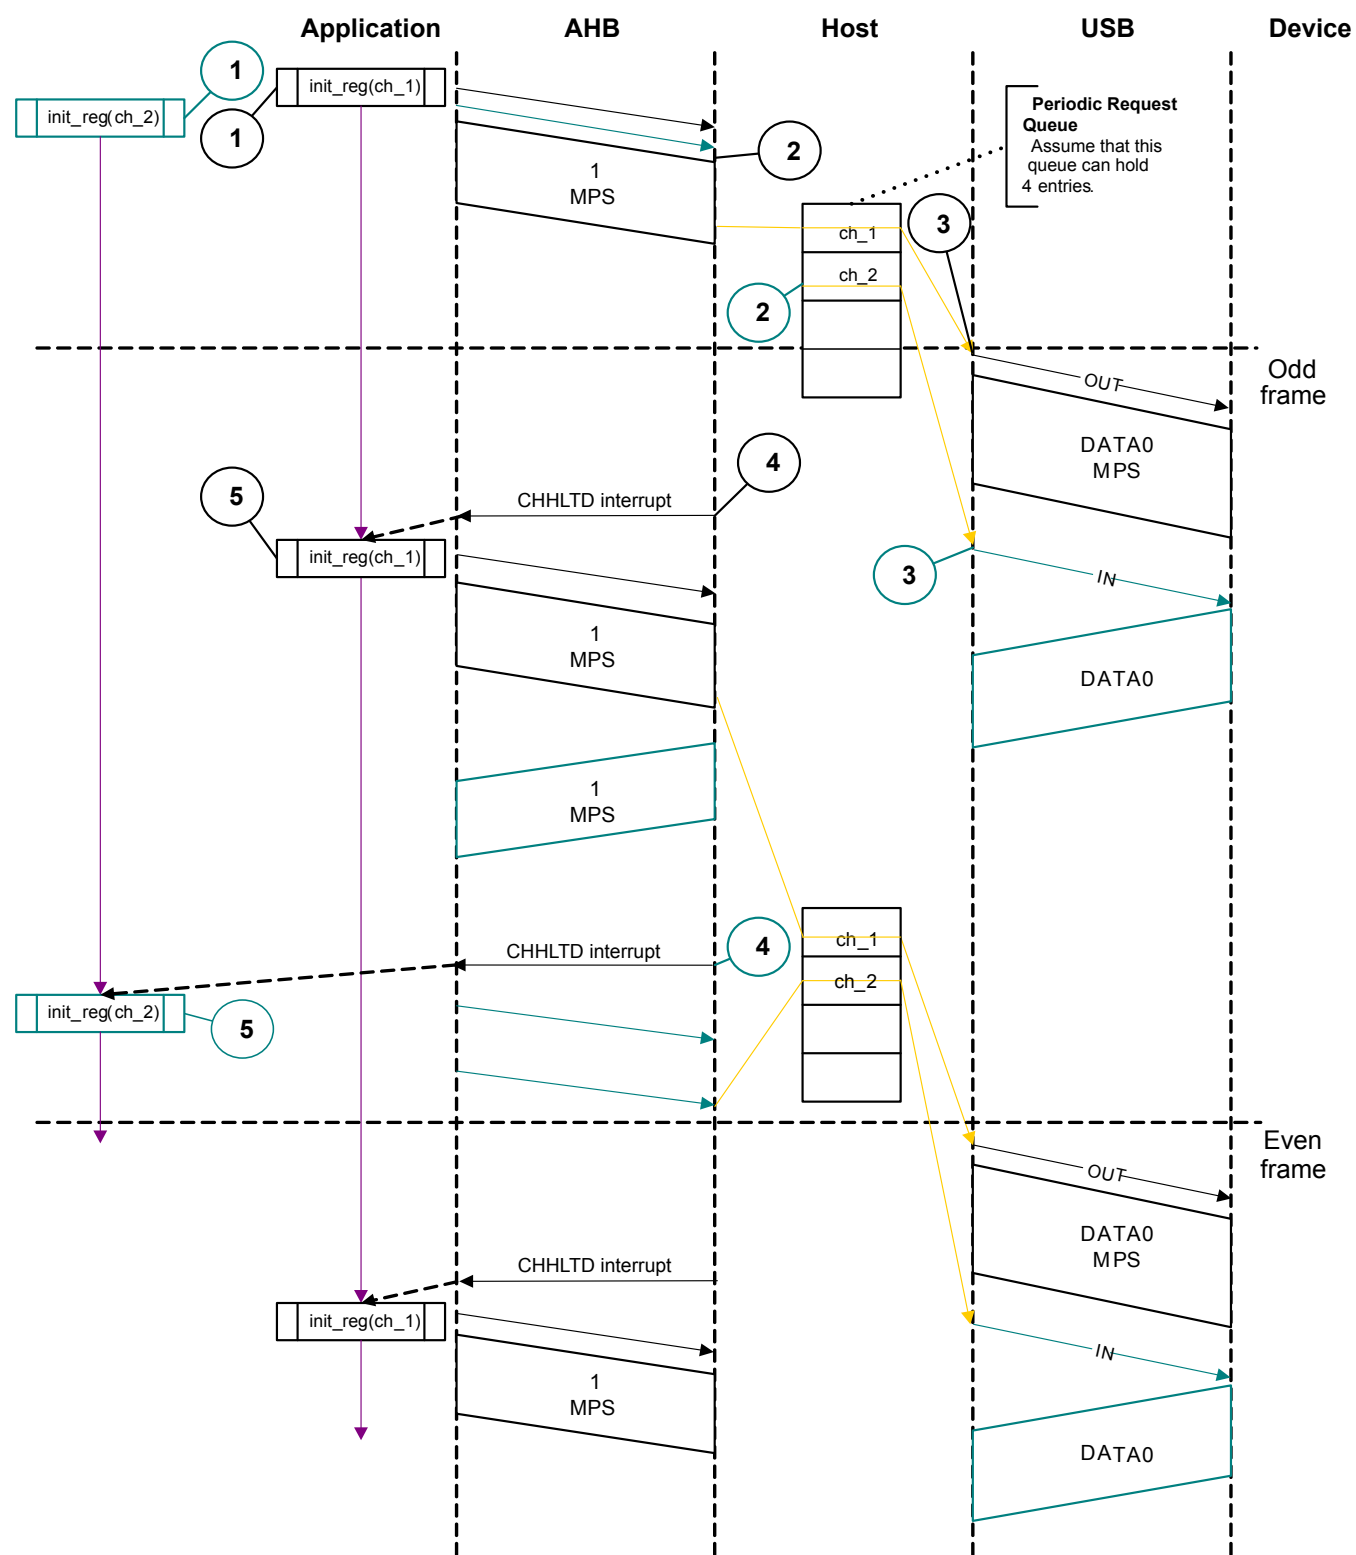 Application
AHB
Host
USB
Device
1
init_reg(ch_1)
init_reg(ch_2)
1
2
1
MPS
Periodic Request
Queue
Assume that this
queue can hold
4 entries.
3
ch_1
ch_2
2
Odd
frame
OUT
DATA0
MPS
4
5
CHHLTD interrupt
init_reg(ch_1)
3
IN
1
MPS
DATA0
1
MPS
4
CHHLTD interrupt
ch_1
ch_2
init_reg(ch_2)
5
Even
frame
OUT
DATA0
MPS
CHHLTD interrupt
init_reg(ch_1)
IN
1
MPS
DATA0